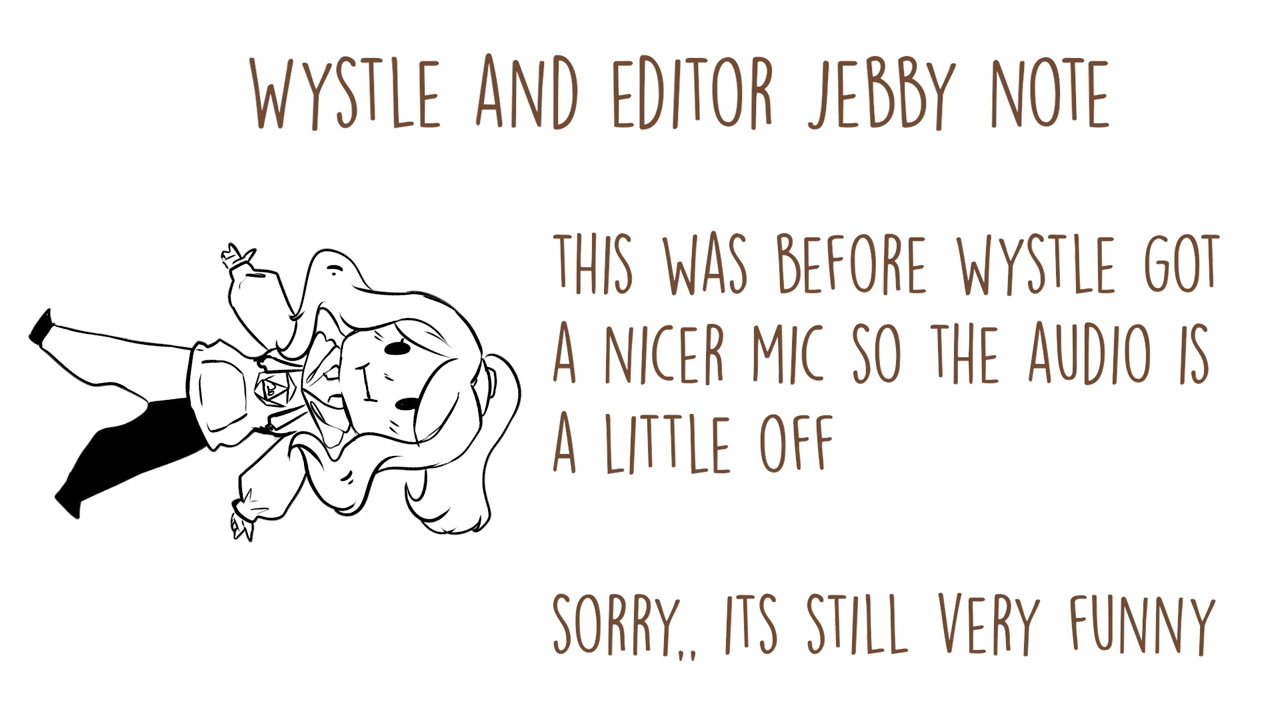 WYSTLE AND EDITOR JEBBY NOTE
THIS WAS BEFORE WYSTLE GOT
A NICER MIC SO THE AUDIO IS
A LITTLE OFF
SORRY,, ITS STILL VERY FUNNY